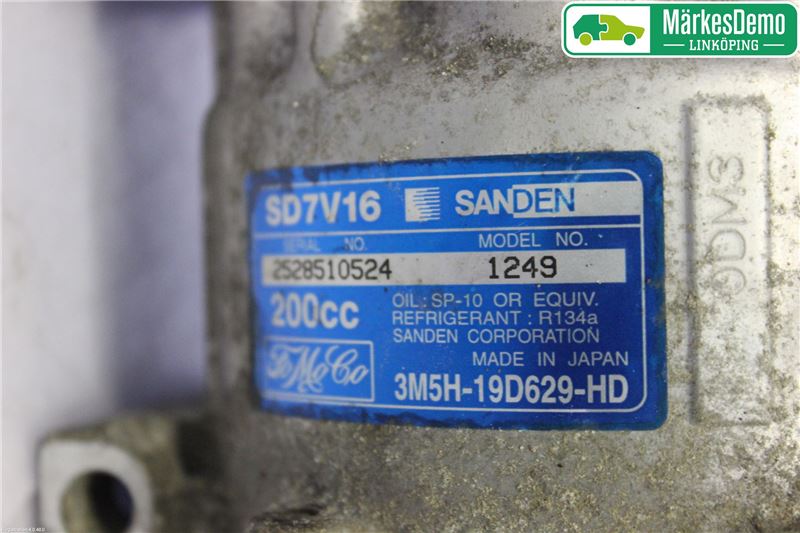 MärkesDemo
LINKÖPING
SD7V16 SANDEN
SERIAL NO. MODEL NO.
2528510524 1249
200cc
OIL : SP-10 OR EQUIV.
REFRIGERANT : R134a
SANDEN CORPORATION
MADE IN JAPAN
FoMoCo
3M5H-19D629-HD